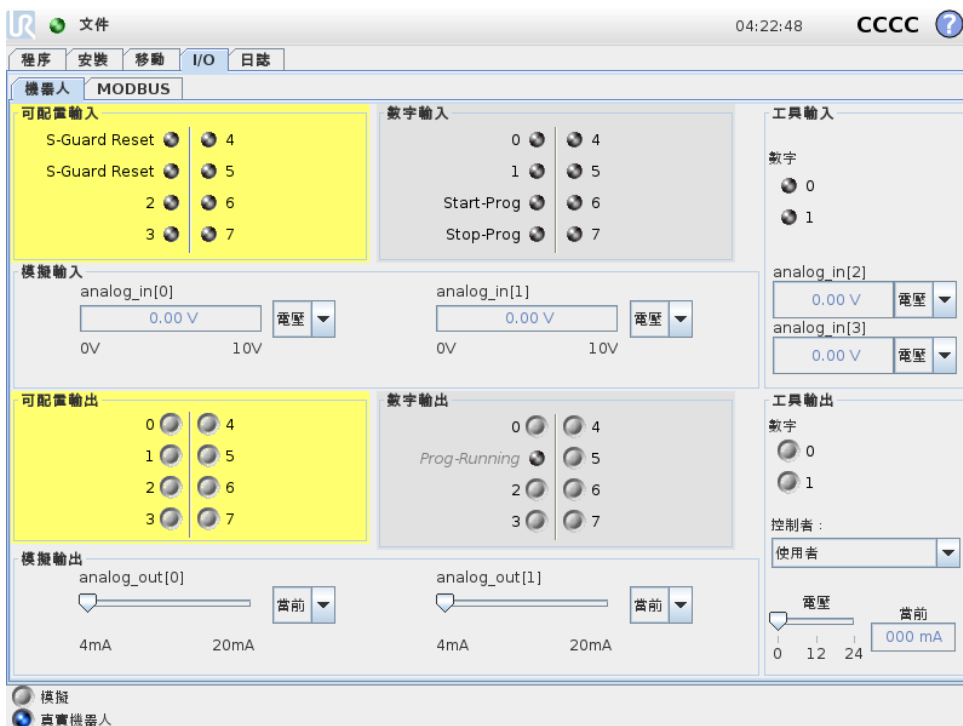 UR 文件 04:22:48 CCCC ?
程序 安裝 移動 I/O 日誌
機器人 MODBUS
可配置輸入
S-Guard Reset 4
S-Guard Reset 5
2 6
3 7
數字輸入
0 4
1 5
Start-Prog 6
Stop-Prog 7
工具輸入
數字
0
1
模擬輸入
analog_in[0]
0.00 V 電壓
0V 10V
analog_in[1]
0.00 V 電壓
0V 10V
analog_in[2]
0.00 V 電壓
analog_in[3]
0.00 V 電壓
可配置輸出
0 4
1 5
2 6
3 7
數字輸出
0 4
Prog-Running 5
2 6
3 7
工具輸出
數字
0
1
控制者：
使用者
電壓
0 12 24
當前
000 mA
模擬輸出
analog_out[0]
當前
4mA 20mA
analog_out[1]
當前
4mA 20mA
模擬
真實機器人